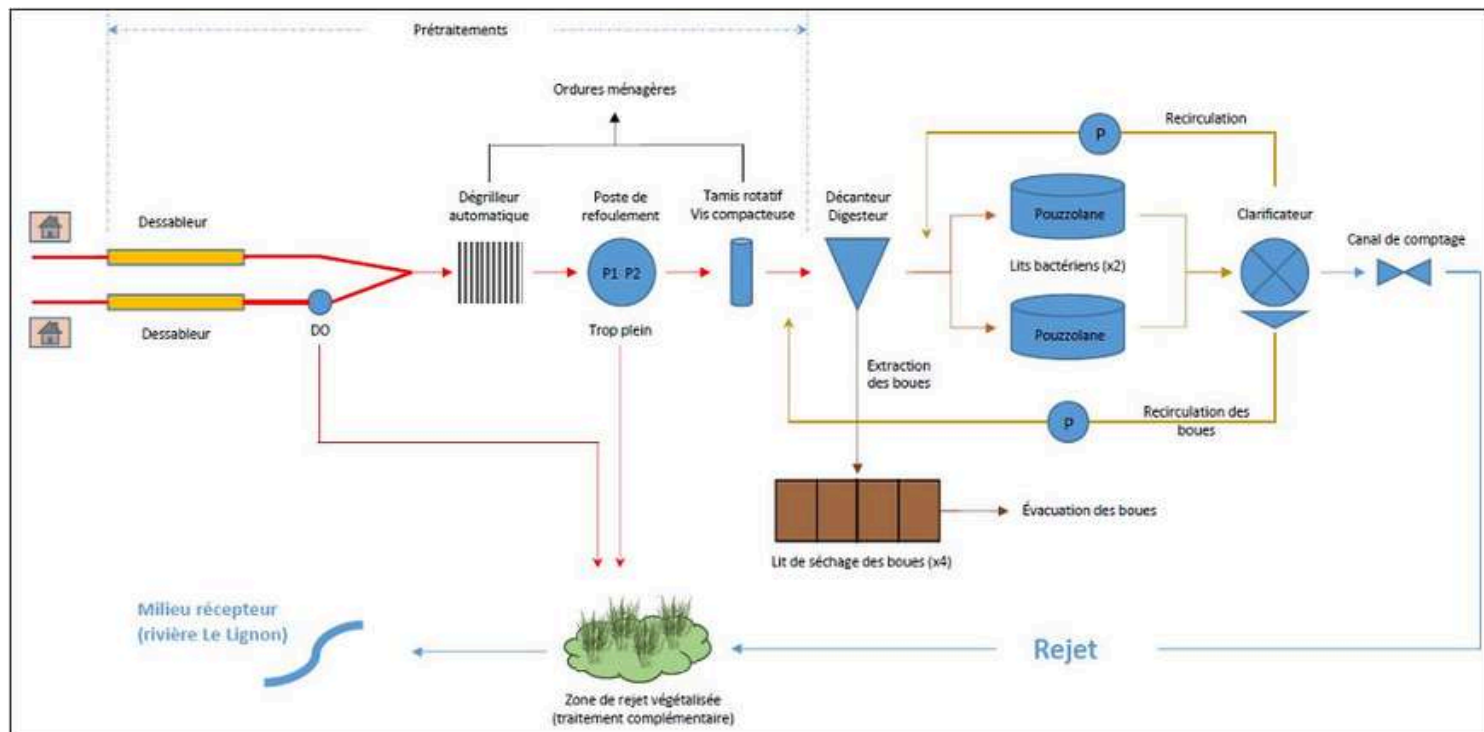 Prétraitements
Ordures ménagères
Recirculation
P
Dégrilleur
automatique
Poste de
refoulement
Tamis rotatif
Vis compacteuse
Décanteur
Digesteur
Pouzzolane
Clarificateur
Dessableur
Canal de comptage
P1 P2
Lits bactériens (x2)
Dessableur
DO
Trop plein
Pouzzolane
Extraction
des boues
P
Recirculation des
boues
Évacuation des boues
Lit de séchage des boues (x4)
Milieu récepteur
(rivière Le Lignon)
Rejet
Zone de rejet végétalisée
(traitement complémentaire)